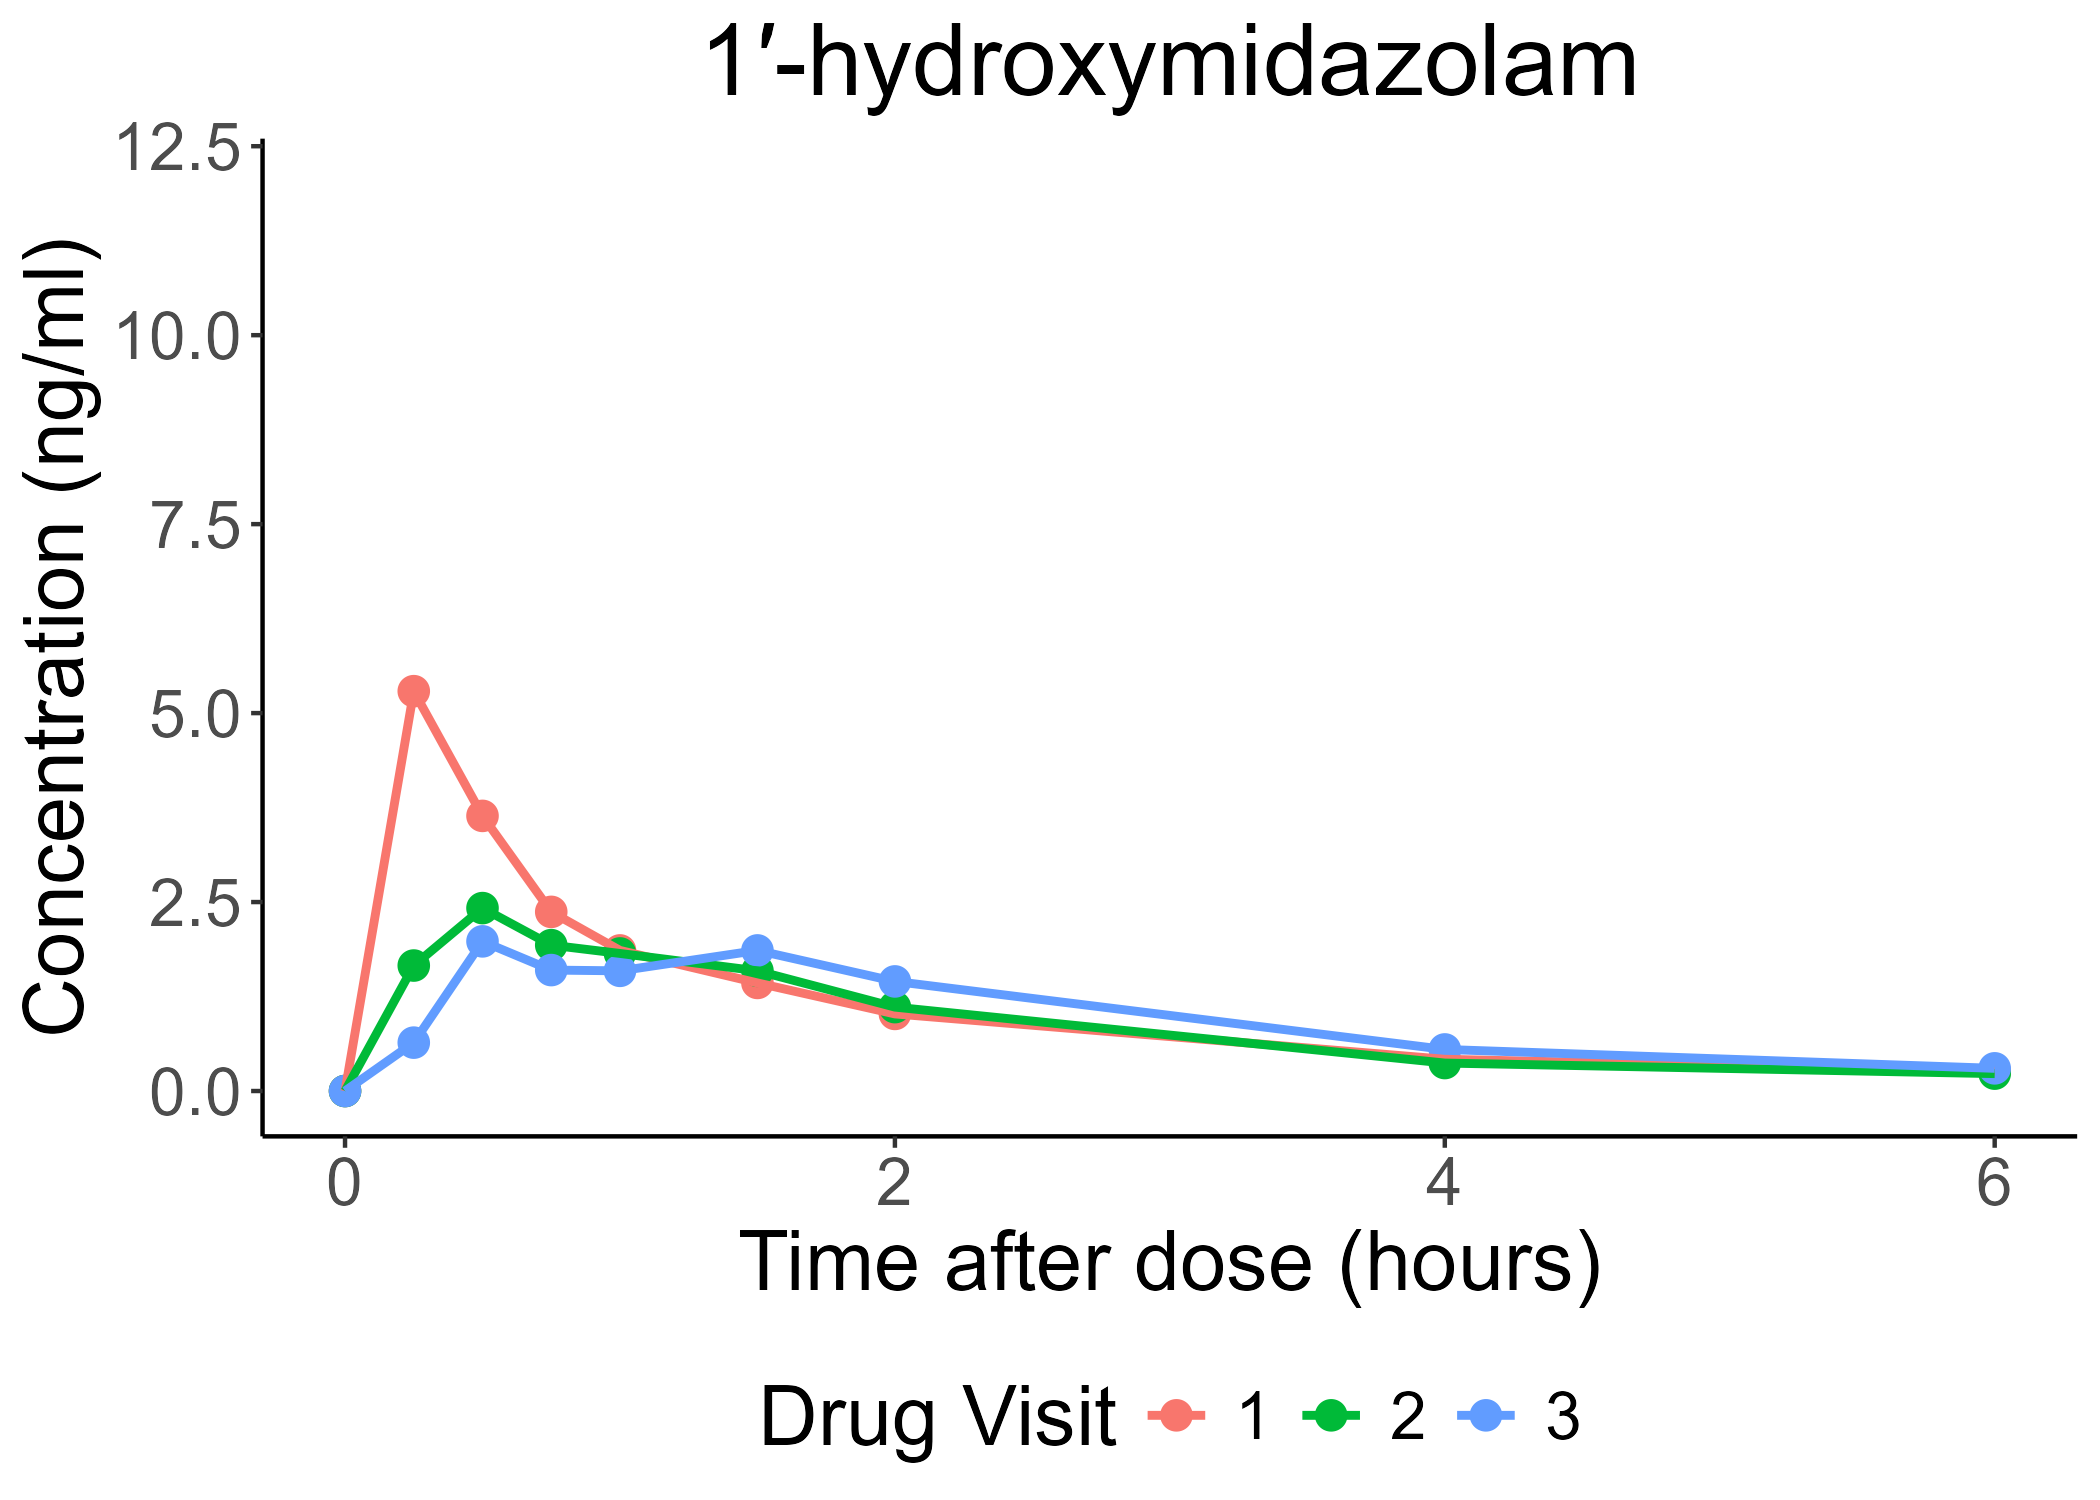 1′-hydroxymidazolam
Concentration (ng/ml)
12.5
10.0
7.5
5.0
2.5
0.0
0 2 4 6
Time after dose (hours)
Drug Visit 1 2 3